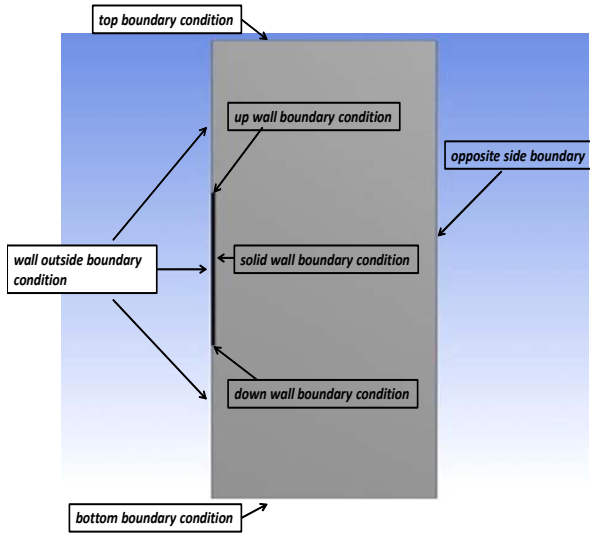 top boundary condition
up wall boundary condition
opposite side boundary
wall outside boundary
condition
solid wall boundary condition
down wall boundary condition
bottom boundary condition